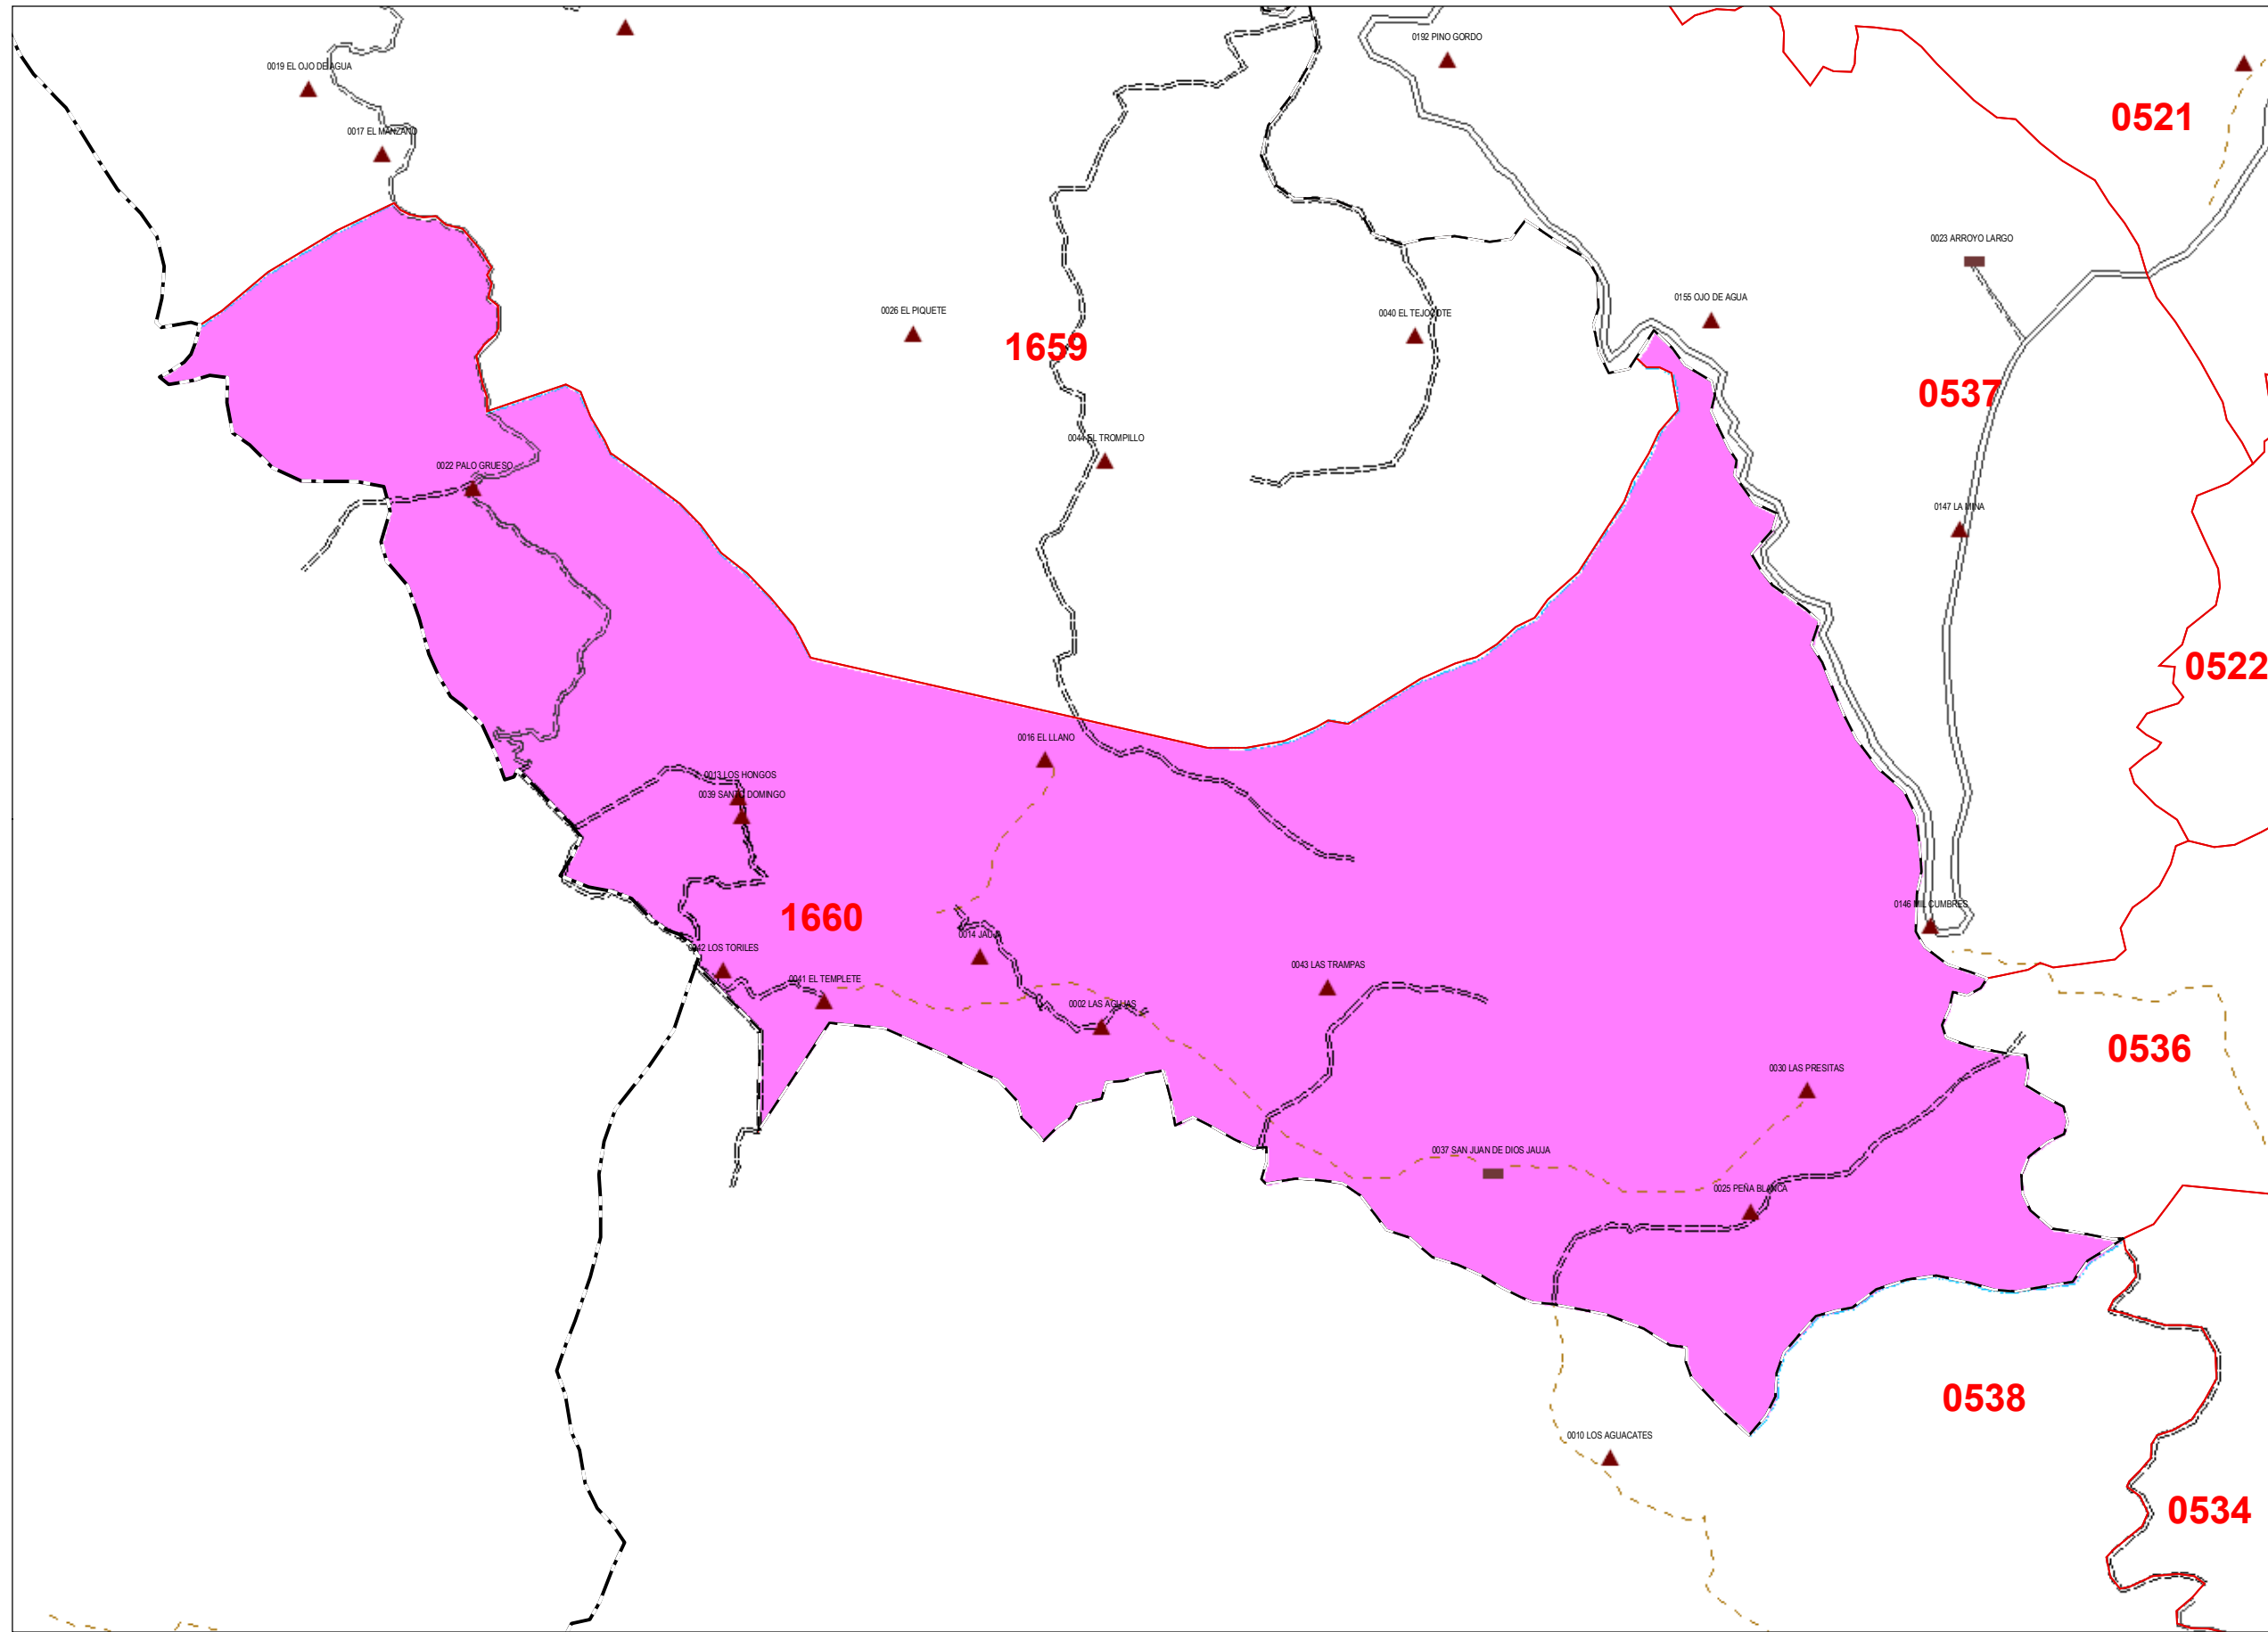 0192 PINO GORDO
0019 EL OJO DE AGUA
0521
0017 EL MANZANO
0023 ARROYO LARGO
0155 OJO DE AGUA
0026 EL PIQUETE
0040 EL TEJOCOTE
1659
0537
0044 EL TROMPILLO
0022 PALO GRUESO
0147 LA MINA
0522
0016 EL LLANO
0013 LOS HONGOS
0039 SANTO DOMINGO
0146 MIL CUMBRES
1660
0014 JAUJA
0042 LOS TORILES
0043 LAS TRAMPAS
0041 EL TEMPLETE
0002 LAS AGUJAS
0536
0030 LAS PRESITAS
0037 SAN JUAN DE DIOS JAUJA
0025 PEÑA BLANCA
0538
0010 LOS AGUACATES
0534